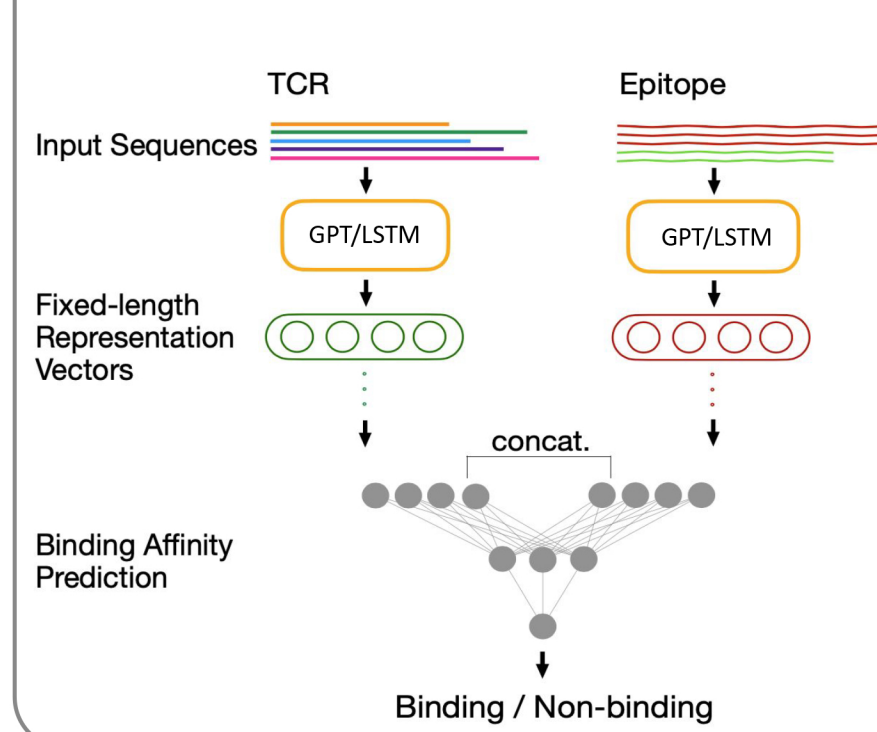 TCR
Epitope
Input Sequences
GPT/LSTM
GPT/LSTM
Fixed-length
Representation
Vectors
concat.
Binding Affinity
Prediction
Binding / Non-binding